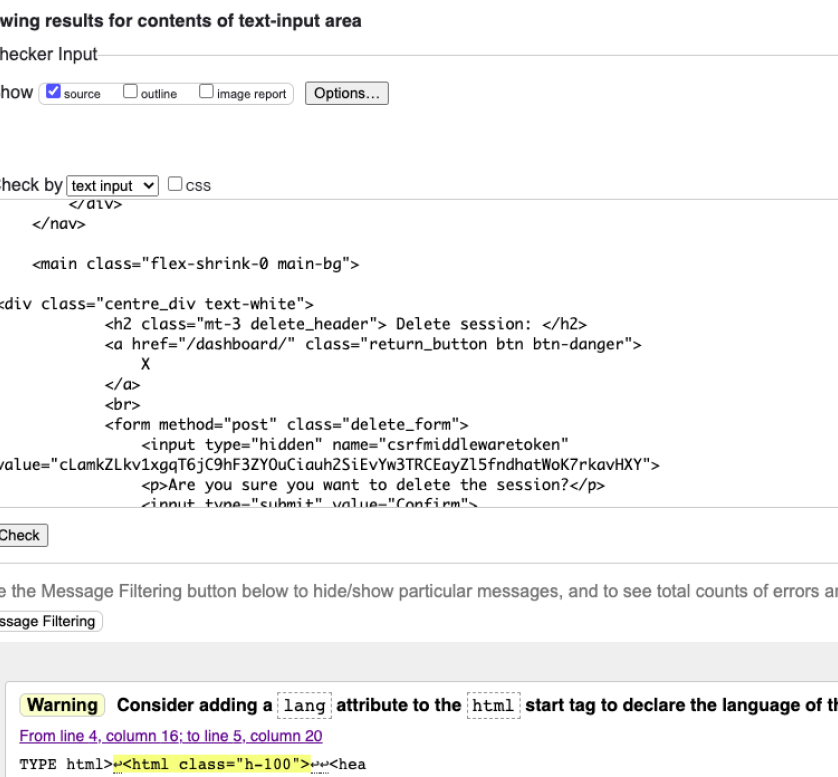 wing results for contents of text-input area
hecker Input
how source outline image report Options...
heck by text input css
</div>
</nav>
<main class="flex-shrink-0 main-bg">
<div class="centre_div text-white">
<h2 class="mt-3 delete_header"> Delete session: </h2>
<a href="/dashboard/" class="return_button btn btn-danger">
X
</a>
<br>
<form method="post" class="delete_form">
<input type="hidden" name="csrfmiddlewaretoken"
value="cLamkZLkv1xgqT6jC9hF3ZYOuCiauh2SiEvYw3TRCEayZl5fndhatWoK7rkavHXY">
<p>Are you sure you want to delete the session?</p>
<input type="submit" value="Confirm">
Check
e the Message Filtering button below to hide/show particular messages, and to see total counts of errors a
ssage Filtering
Warning Consider adding a lang attribute to the html start tag to declare the language of th
From line 4, column 16; to line 5, column 20
TYPE html>↩<html class="h-100">↩↩<hea